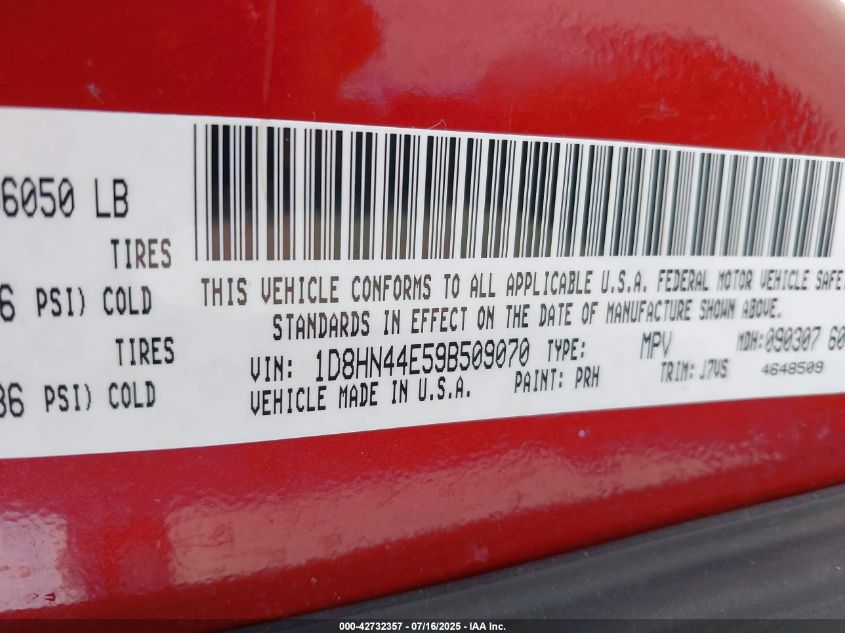 6050 LB
TIRES
6 PSI) COLD
TIRES
36 PSI) COLD
THIS VEHICLE CONFORMS TO ALL APPLICABLE U.S.A. FEDERAL MOTOR VEHICLE SAFE
STANDARDS IN EFFECT ON THE DATE OF MANUFACTURE SHOWN ABOVE.
VIN: 1D8HN44E59B509070 TYPE: MPV MDH:090307 60
VEHICLE MADE IN U.S.A. PAINT: PRH TRIM: J7VS 4648509
000-42732357 - 07/16/2025 - IAA Inc.